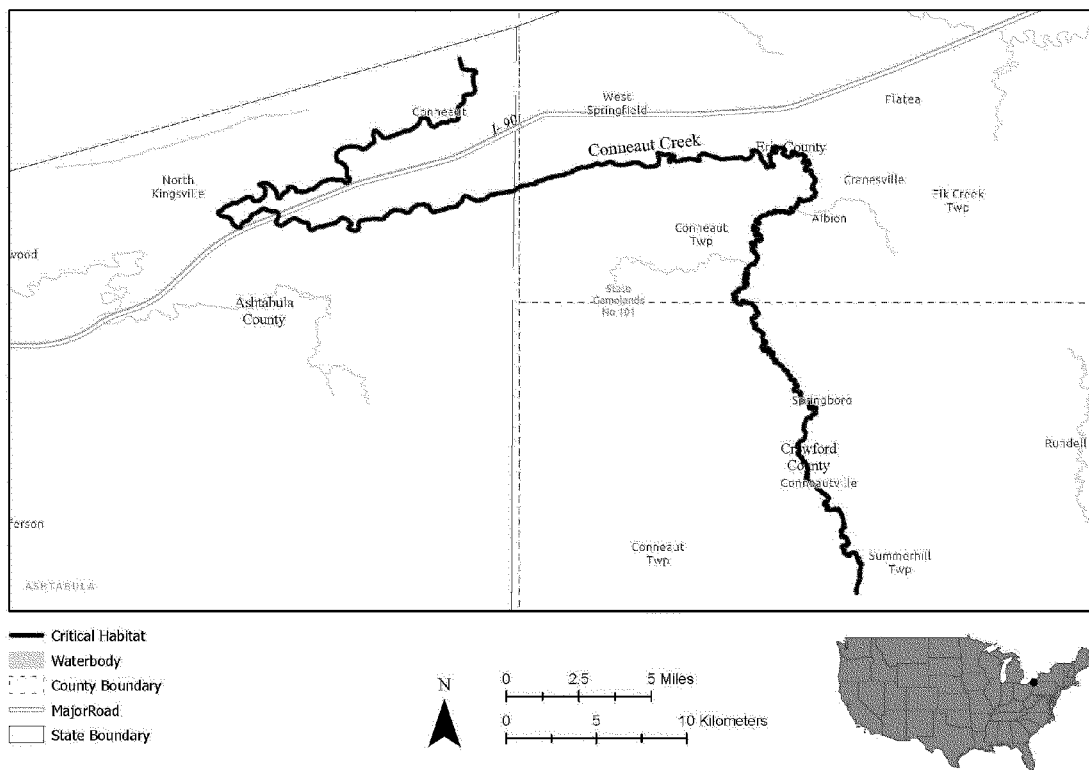 West
Springfield
Platea
Conneaut
I-90
Conneaut Creek
Erie County
North
Kingsville
Cranesville
Elk Creek
Twp
Albion
Conneaut
Twp
wood
State
Gamelands
No 101
Ashtabula
County
Springboro
Crawford
County
Rundell
Conneautville
ferson
Conneaut
Twp
Summerhill
Twp
ASHTABULA
Critical Habitat
Waterbody
County Boundary
MajorRoad
State Boundary
N
0 2.5 5 Miles
0 5 10 Kilometers